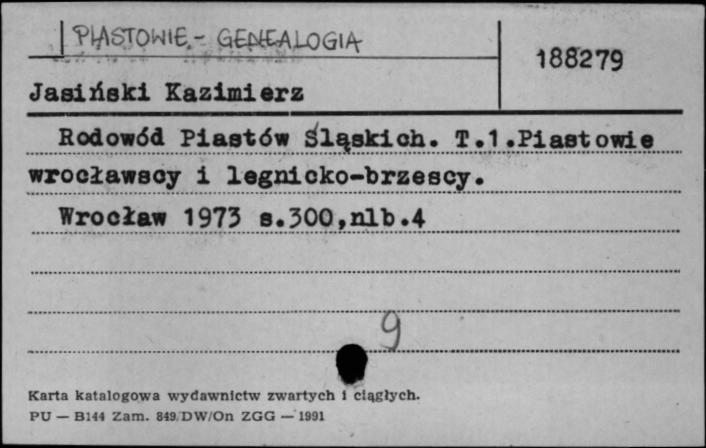 PIASTOWIE - GENEALOGIA
188279
Jasiński Kazimierz
Rodowód Piastów Śląskich. T.1.Piastowie
wrocławscy i legnicko-brzescy.
Wrocław 1973 s.300,nlb.4
9
Karta katalogowa wydawnictw zwartych i ciągłych.
PU — B144 Zam. 849/DW/On ZGG — 1991